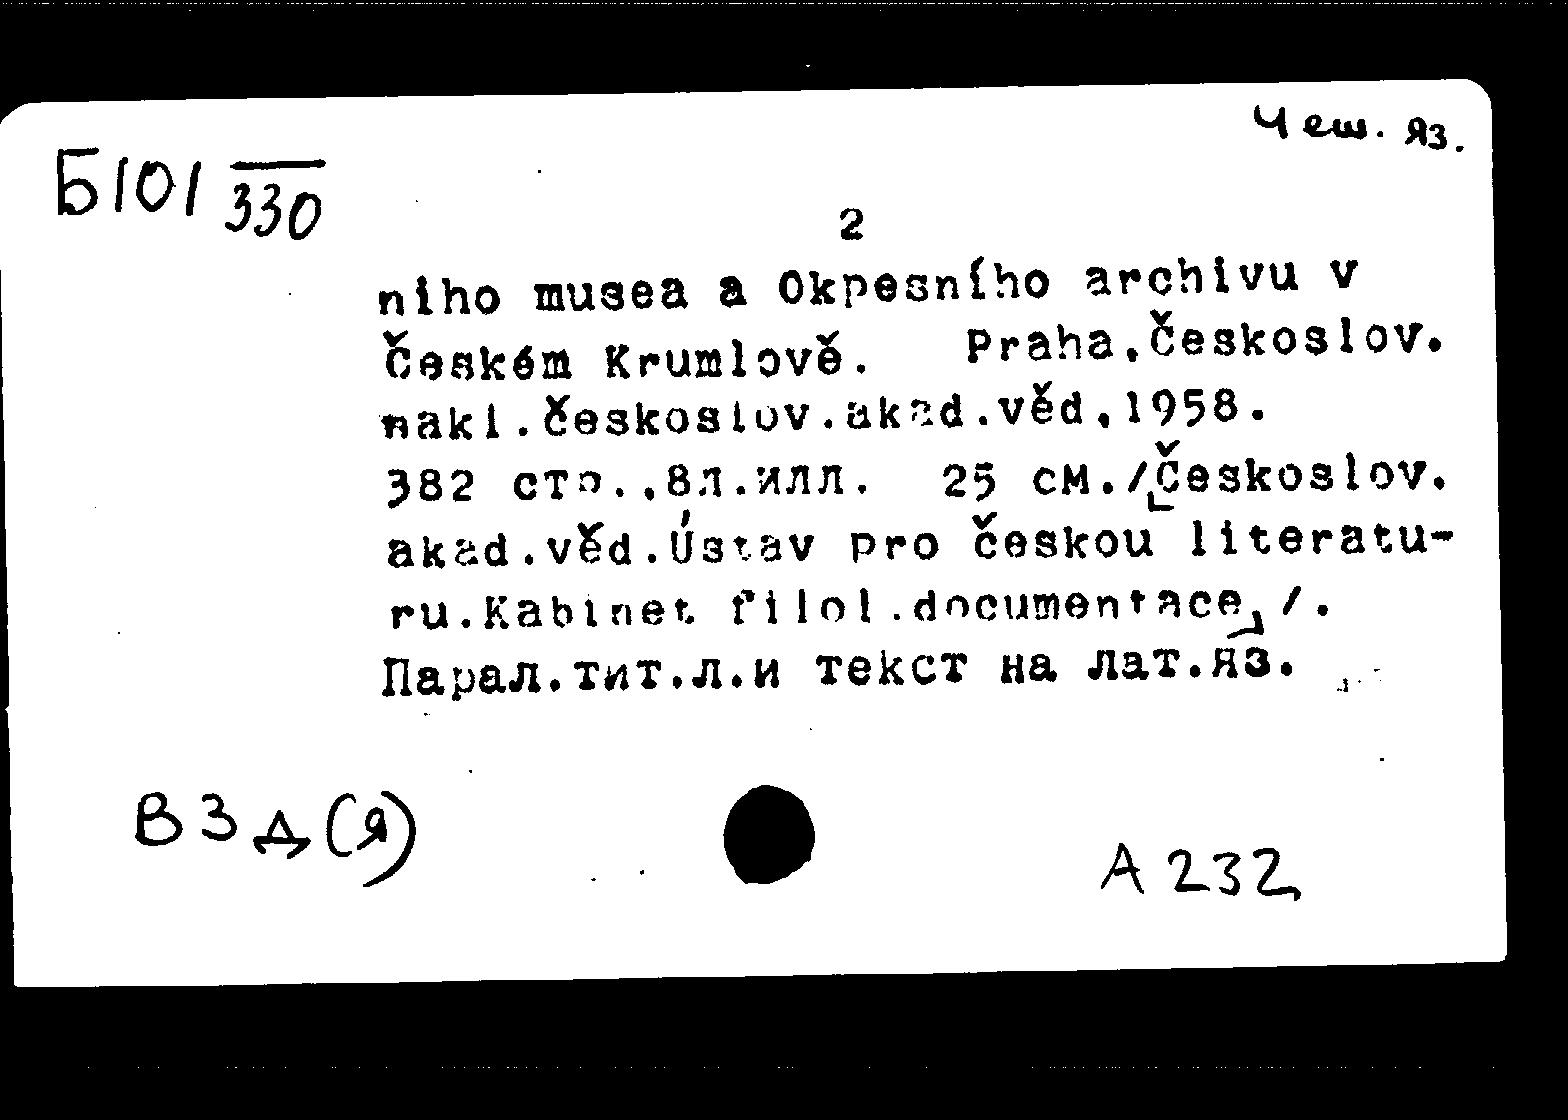 Чеш. яз.
Б101 330
2
niho musea a Okpesního archivu v
Českém Krumlově. Praha,Českoslov.
nakl.českoslov.akad.věd,1958.
382 стр.,8л.илл. 25 см./Českoslov.
akad.věd.Ústav pro českou literatu-
ru.Kabinet filol.documentace/.
Парал.тит.л.и текст на лат.яз.
В3д(я)
А232